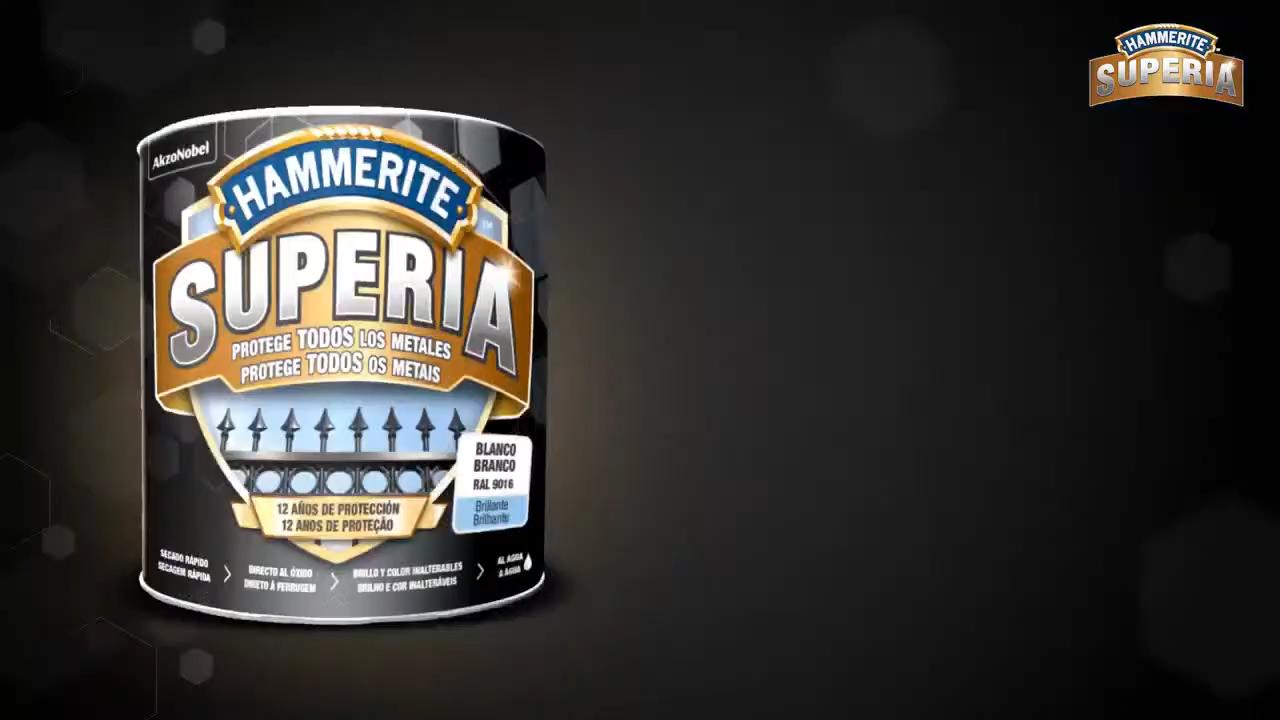 HAMMERITE™
SUPERIA
AkzoNobel
HAMMERITE
™
SUPERIA
PROTEGE TODOS LOS METALES
PROTEGE TODOS OS METAIS
BLANCO
BRANCO
RAL 9016
Brillante
Brilhante
12 AÑOS DE PROTECCIÓN
12 ANOS DE PROTEÇÃO
SECADO RÁPIDO
SECAGEM RÁPIDA
DIRECTO AL ÓXIDO
DIRETO À FERRUGEM
BRILLO Y COLOR INALTERABLES
BRILHO E COR INALTERÁVEIS
AL AGUA
À ÁGUA